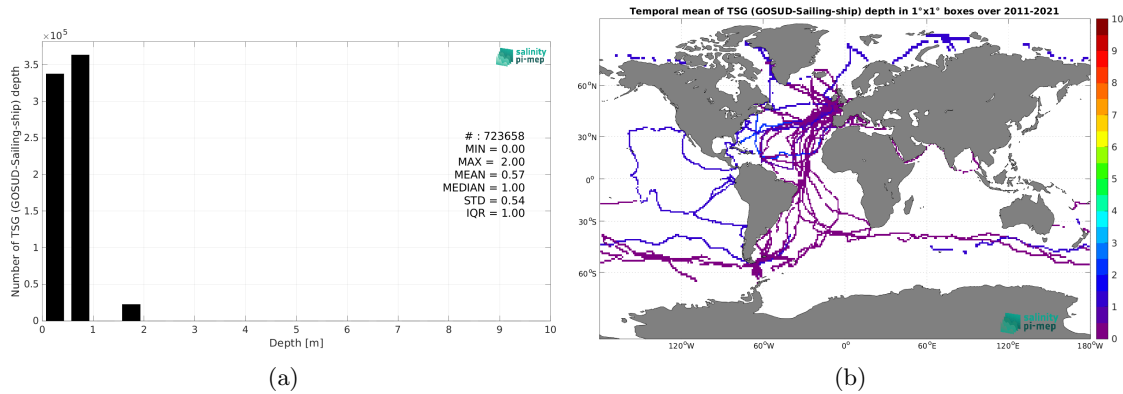 ×10⁵
3.5
3
2.5
2
1.5
1
0.5
0
Number of TSG (GOSUD-Sailing-ship) depth
salinity
pi-mep
# : 723658
MIN = 0.00
MAX = 2.00
MEAN = 0.57
MEDIAN = 1.00
STD = 0.54
IQR = 1.00
0 1 2 3 4 5 6 7 8 9 10
Depth [m]
(a)
Temporal mean of TSG (GOSUD-Sailing-ship) depth in 1°x1° boxes over 2011-2021
60°N
30°N
0°
30°S
60°S
120°W 60°W 0° 60°E 120°E 180°W
salinity
pi-mep
10
9
8
7
6
5
4
3
2
1
0
(b)